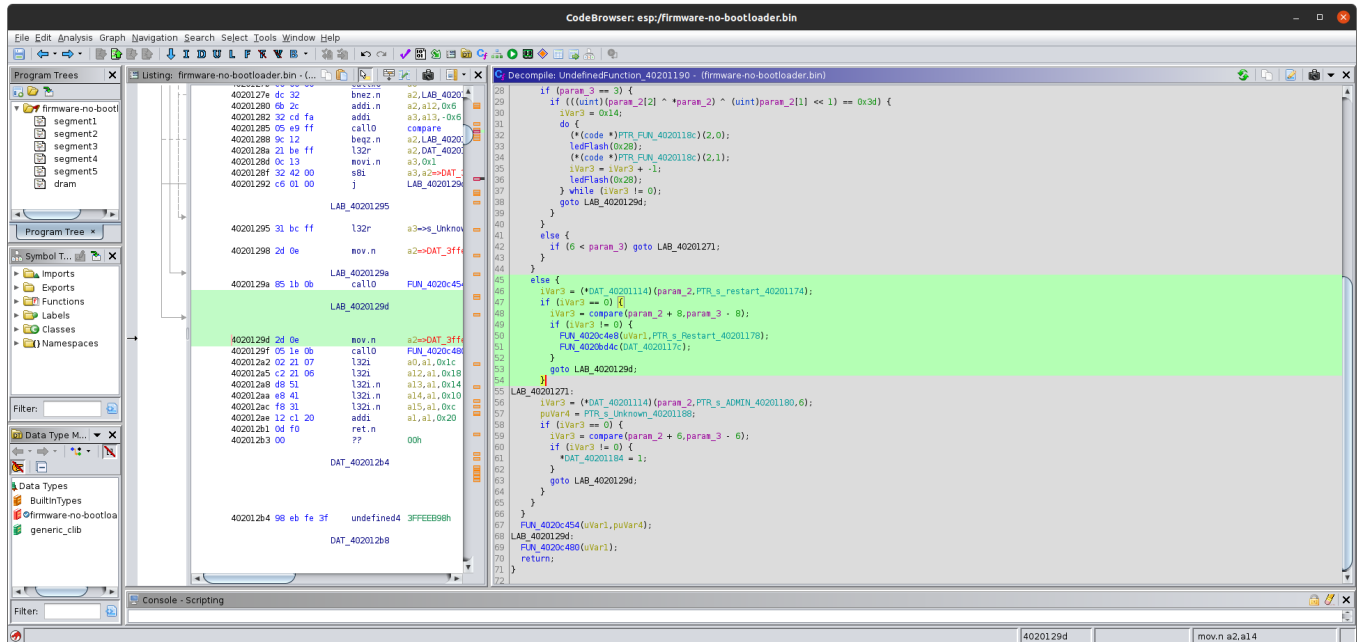 CodeBrowser: esp:/firmware-no-bootloader.bin
File Edit Analysis Graph Navigation Search Select Tools Window Help
Program Trees
firmware-no-bootl
segment1
segment2
segment3
segment4
segment5
dram
Program Tree
Symbol T...
Imports
Exports
Functions
Labels
Classes
Namespaces
Filter:
Data Type M...
Data Types
BuiltInTypes
firmware-no-bootloa
generic_clib
Filter:
Listing: firmware-no-bootloader.bin - (...
4020127e dc 32 bnez.n a2,LAB_4020
40201280 6b 2c addi.n a2,a12,0x6
40201282 32 cd fa addi a3,a13,-0x6
40201285 05 e9 ff call0 compare
40201288 9c 12 beqz.n a2,LAB_4020
4020128a 21 be ff l32r a2,DAT_4020
4020128d 0c 13 movi.n a3,0x1
4020128f 32 42 00 s8i a3,a2=>DAT_
40201292 c6 01 00 j LAB_4020129
LAB_40201295
40201295 31 bc ff l32r a3=>s_Unknow
40201298 2d 0e mov.n a2=>DAT_3ffe
LAB_4020129a
4020129a 85 1b 0b call0 FUN_4020c454
LAB_4020129d
4020129d 2d 0e mov.n a2=>DAT_3ffe
4020129f 05 1e 0b call0 FUN_4020c480
402012a2 02 21 07 l32i a0,a1,0x1c
402012a5 c2 21 06 l32i a12,a1,0x18
402012a8 d8 51 l32i.n a13,a1,0x14
402012aa e8 41 l32i.n a14,a1,0x10
402012ac f8 31 l32i.n a15,a1,0xc
402012ae 12 c1 20 addi a1,a1,0x20
402012b1 0d f0 ret.n
402012b3 00 ?? 00h
DAT_402012b4
402012b4 98 eb fe 3f undefined4 3FFEEB98h
DAT_402012b8
Decompile: UndefinedFunction_40201190 - (firmware-no-bootloader.bin)
28 if (param_3 == 3) {
29 if (((uint)(param_2[2] ^ *param_2) ^ (uint)param_2[1] << 1) == 0x3d) {
30 iVar3 = 0x14;
31 do {
32 (*(code *)PTR_FUN_4020118c)(2,0);
33 ledFlash(0x28);
34 (*(code *)PTR_FUN_4020118c)(2,1);
35 iVar3 = iVar3 + -1;
36 ledFlash(0x28);
37 } while (iVar3 != 0);
38 goto LAB_4020129d;
39 }
40 }
41 else {
42 if (6 < param_3) goto LAB_40201271;
43 }
44 }
45 else {
46 iVar3 = (*DAT_40201114)(param_2,PTR_s_restart_40201174);
47 if (iVar3 == 0) {
48 iVar3 = compare(param_2 + 8,param_3 - 8);
49 if (iVar3 != 0) {
50 FUN_4020c4e8(uVar1,PTR_s_Restart_40201178);
51 FUN_4020bd4c(DAT_4020117c);
52 }
53 goto LAB_4020129d;
54 }
55 LAB_40201271:
56 iVar3 = (*DAT_40201114)(param_2,PTR_s_ADMIN_40201180,6);
57 puVar4 = PTR_s_Unknown_40201188;
58 if (iVar3 == 0) {
59 iVar3 = compare(param_2 + 6,param_3 - 6);
60 if (iVar3 != 0) {
61 *DAT_40201184 = 1;
62 }
63 goto LAB_4020129d;
64 }
65 }
66 }
67 FUN_4020c454(uVar1,puVar4);
68 LAB_4020129d:
69 FUN_4020c480(uVar1);
70 return;
71 }
72
Console - Scripting
4020129d
mov.n a2,a14